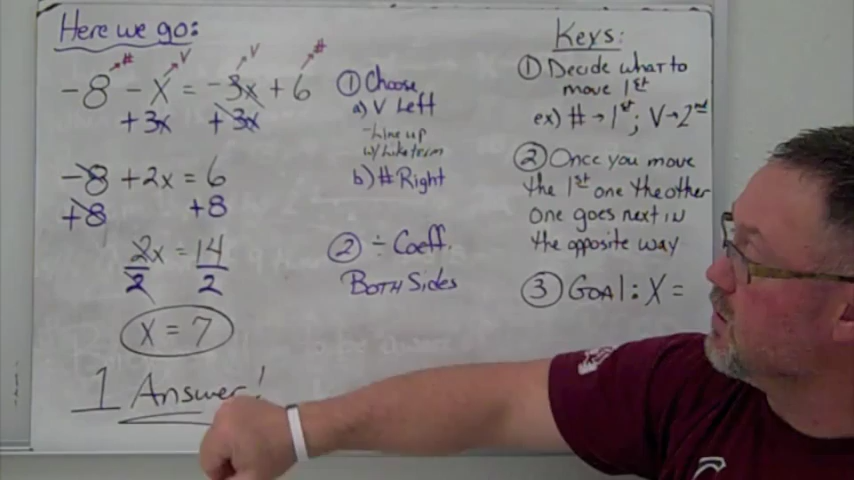 Here we go:
# V V #
-8 - x = -3x + 6
+3x +3x
-8 + 2x = 6
+8 +8
2x = 14
2 2
x = 7
1 Answer!
① Choose
a) V Left
- Line up
w/ like term
b) # Right
② ÷ Coeff.
BOTH Sides
Keys:
① Decide what to
move 1st
ex) # → 1st; V → 2nd
② Once you move
the 1st one the other
one goes next in
the opposite way
③ GOAL: X =